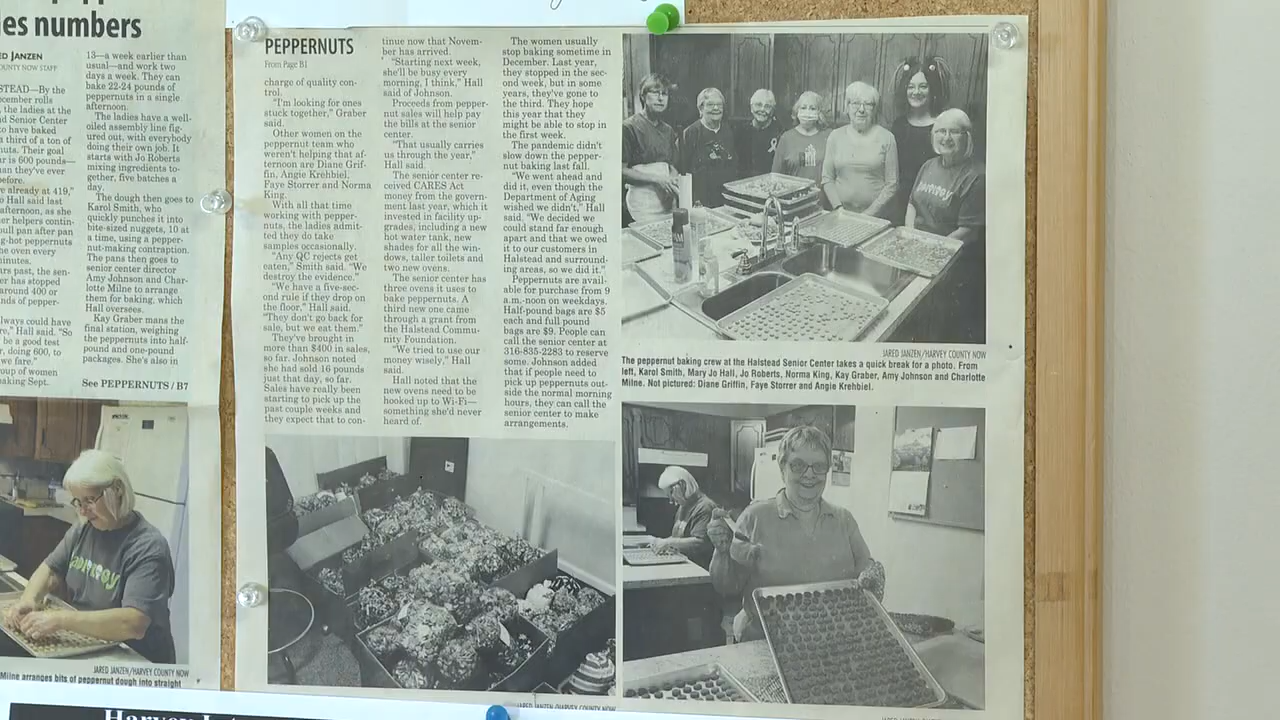 es numbers
ED JANZEN
OUNTY NOW STAFF
STEAD—By the
cember rolls
, the ladies at the
d Senior Center
o have baked
a third of a ton of
nuts. Their goal
ar is 600 pounds—
an they've ever
before.
e already at 419,"
o Hall said last
afternoon, as she
er helpers contin-
pull pan after pan
g-hot peppernuts
he oven every
inutes.
ars past, the sen-
er has stopped
around 400 or
nds of pepper-
lways could have
re," Hall said. "So
be a good test
r, doing 600, to
we fare."
oup of women
aking Sept.
13—a week earlier than
usual—and work two
days a week. They can
bake 22-24 pounds of
peppernuts in a single
afternoon.
The ladies have a well-
oiled assembly line fig-
ured out, with everybody
doing their own job. It
starts with Jo Roberts
mixing ingredients to-
gether, five batches a
day.
The dough then goes to
Karol Smith, who
quickly punches it into
bite-sized nuggets, 10 at
a time, using a pepper-
nut-making contraption.
The pans then goes to
senior center director
Amy Johnson and Char-
lotte Milne to arrange
them for baking, which
Hall oversees.
Kay Graber mans the
final station, weighing
the peppernuts into half-
pound and one-pound
packages. She's also in
See PEPPERNUTS / B7
PEPPERNUTS
From Page B1
charge of quality con-
trol.
"I'm looking for ones
stuck together," Graber
said.
Other women on the
peppernut team who
weren't helping that af-
ternoon are Diane Grif-
fin, Angie Krehbiel,
Faye Storrer and Norma
King.
With all that time
working with pepper-
nuts, the ladies admit-
ted they do take
samples occasionally.
"Any QC rejects get
eaten," Smith said. "We
destroy the evidence."
"We have a five-sec-
ond rule if they drop on
the floor," Hall said.
"They don't go back for
sale, but we eat them."
They've brought in
more than $400 in sales,
so far. Johnson noted
she had sold 16 pounds
just that day, so far.
Sales have really been
starting to pick up the
past couple weeks and
they expect that to con-
tinue now that Novem-
ber has arrived.
"Starting next week,
she'll be busy every
morning, I think," Hall
said of Johnson.
Proceeds from pepper-
nut sales will help pay
the bills at the senior
center.
"That usually carries
us through the year,"
Hall said.
The senior center re-
ceived CARES Act
money from the govern-
ment last year, which it
invested in facility up-
grades, including a new
hot water tank, new
shades for all the win-
dows, taller toilets and
two new ovens.
The senior center has
three ovens it uses to
bake peppernuts. A
third new one came
through a grant from
the Halstead Commu-
nity Foundation.
"We tried to use our
money wisely," Hall
said.
Hall noted that the
new ovens need to be
hooked up to Wi-Fi—
something she'd never
heard of.
The women usually
stop baking sometime in
December. Last year,
they stopped in the sec-
ond week, but in some
years, they've gone to
the third. They hope
this year that they
might be able to stop in
the first week.
The pandemic didn't
slow down the pepper-
nut baking last fall.
"We went ahead and
did it, even though the
Department of Aging
wished we didn't," Hall
said. "We decided we
could stand far enough
apart and that we owed
it to our customers in
Halstead and surround-
ing areas, so we did it."
Peppernuts are avail-
able for purchase from 9
a.m.-noon on weekdays.
Half-pound bags are $5
each and full pound
bags are $9. People can
call the senior center at
316-835-2283 to reserve
some. Johnson added
that if people need to
pick up peppernuts out-
side the normal morning
hours, they can call the
senior center to make
arrangements.
JARED JANZEN/HARVEY COUNTY NOW
The peppernut baking crew at the Halstead Senior Center takes a quick break for a photo. From
left, Karol Smith, Mary Jo Hall, Jo Roberts, Norma King, Kay Graber, Amy Johnson and Charlotte
Milne. Not pictured: Diane Griffin, Faye Storrer and Angie Krehbiel.
JARED JANZEN/HARVEY COUNTY NOW
Milne arranges bits of peppernut dough into straight
JARED JANZEN/HARVEY COUNTY NOW